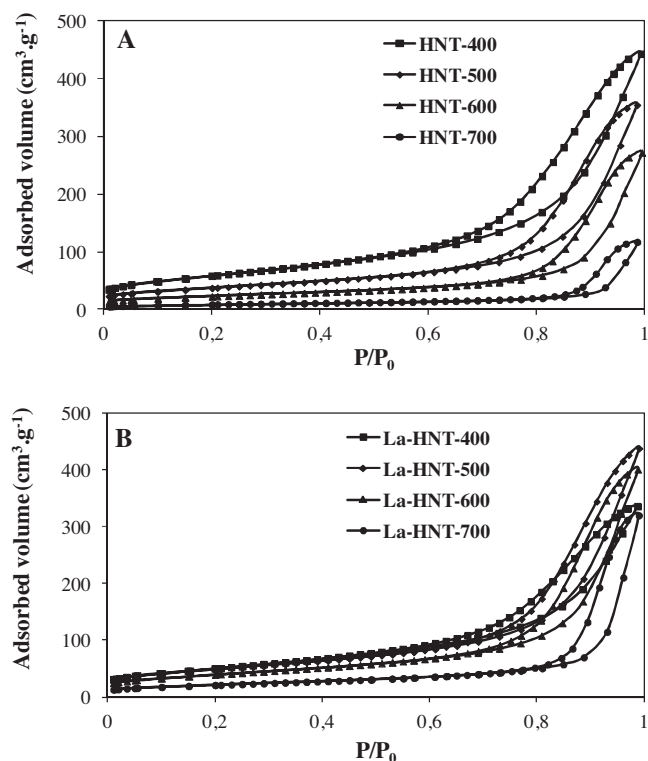 A
HNT-400
HNT-500
HNT-600
HNT-700
Adsorbed volume (cm³.g⁻¹)
500
400
300
200
100
0
0 0,2 0,4 0,6 0,8 1
P/P₀
B
La-HNT-400
La-HNT-500
La-HNT-600
La-HNT-700
Adsorbed volume (cm³.g⁻¹)
500
400
300
200
100
0
0 0,2 0,4 0,6 0,8 1
P/P₀